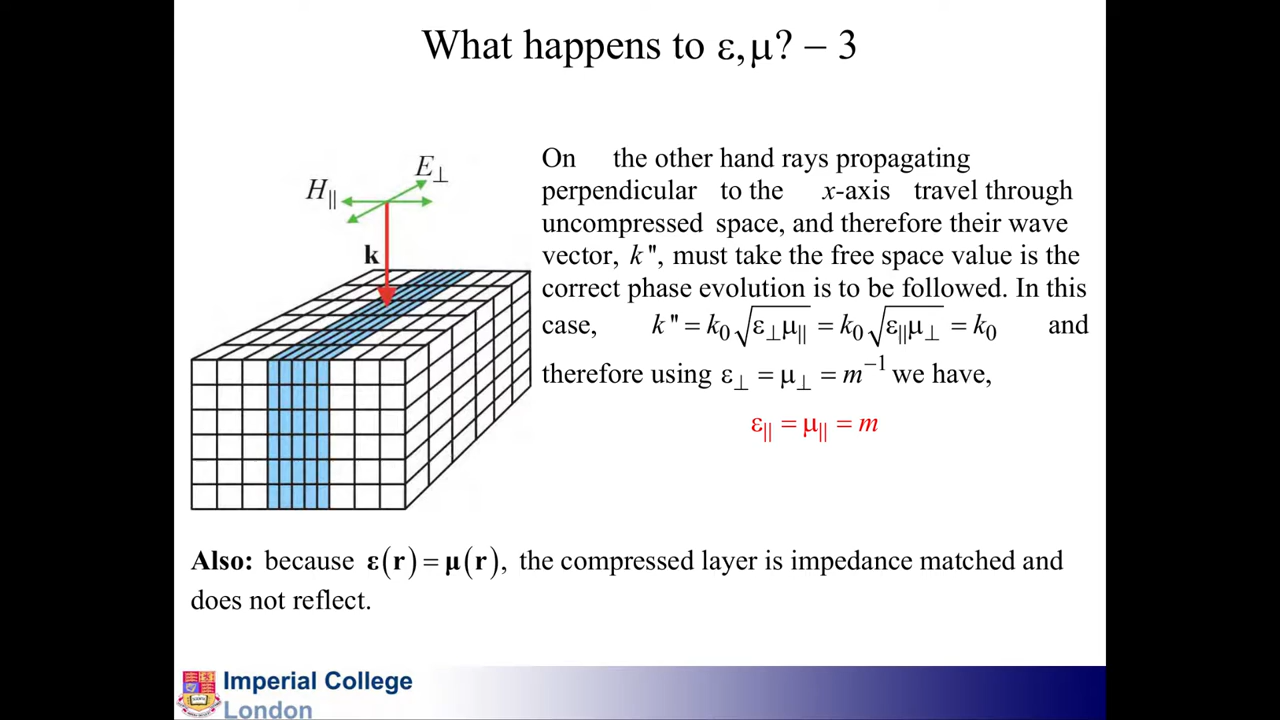 What happens to ε,μ? – 3
E⊥
H||
k
On the other hand rays propagating
perpendicular to the x-axis travel through
uncompressed space, and therefore their wave
vector, k'', must take the free space value is the
correct phase evolution is to be followed. In this
case, k'' = k₀√(ε⊥μ||) = k₀√(ε||μ⊥) = k₀ and
therefore using ε⊥ = μ⊥ = m⁻¹ we have,
ε|| = μ|| = m
Also: because ε(r) = μ(r), the compressed layer is impedance matched and
does not reflect.
Imperial College
London